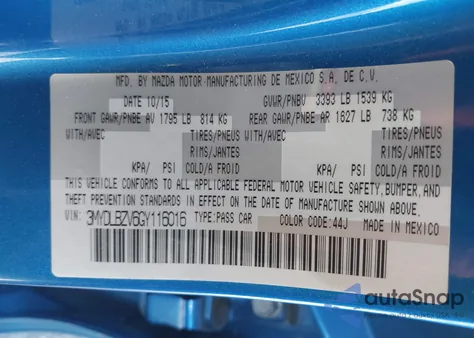 MFD. BY MAZDA MOTOR MANUFACTURING DE MEXICO S.A. DE C.V.
DATE 10/15 GVWR/PNBV 3393 LB 1539 KG
FRONT GAWR/PNBE AV 1795 LB 814 KG REAR GAWR/PNBE AR 1627 LB 738 KG
WITH/AVEC TIRES/PNEUS WITH/AVEC TIRES/PNEUS
RIMS/JANTES RIMS/JANTES
KPA/ PSI COLD/A FROID KPA/ PSI COLD/A FROID
THIS VEHICLE CONFORMS TO ALL APPLICABLE FEDERAL MOTOR VEHICLE SAFETY, BUMPER, AND
THEFT PREVENTION STANDARDS IN EFFECT ON THE DATE OF MANUFACTURE SHOWN ABOVE.
VIN: 3MYDLBZV6GY116016 TYPE:PASS CAR COLOR CODE:44J MADE IN MEXICO
autoSnap